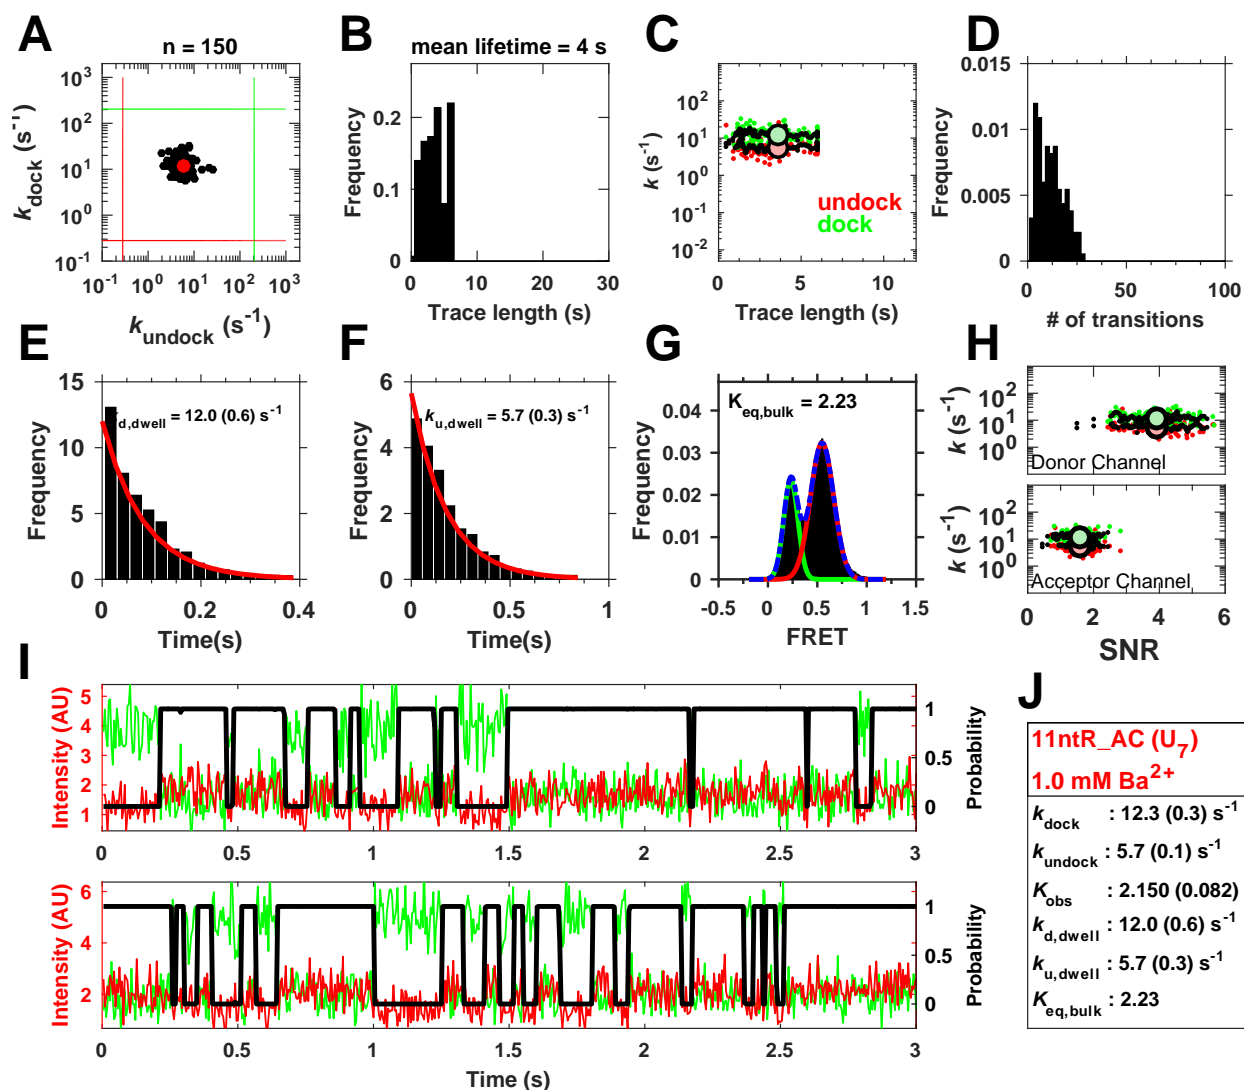 A
n = 150
k_dock (s⁻¹)
10³
10²
10¹
10⁰
10⁻¹
10⁻¹ 10⁰ 10¹ 10² 10³
k_undock (s⁻¹)
B
mean lifetime = 4 s
Frequency
0.2
0.1
0
0 10 20 30
Trace length (s)
C
k (s⁻¹)
10²
10¹
10⁰
10⁻¹
10⁻²
undock
dock
0 5 10
Trace length (s)
D
Frequency
0.015
0.01
0.005
0
0 50 100
# of transitions
E
Frequency
15
10
5
0
d,dwell = 12.0 (0.6) s⁻¹
0 0.2 0.4
Time(s)
F
Frequency
6
4
2
0
k_u,dwell = 5.7 (0.3) s⁻¹
0 0.5 1
Time(s)
G
Frequency
K_eq,bulk = 2.23
0.04
0.03
0.02
0.01
0
-0.5 0 0.5 1 1.5
FRET
H
k (s⁻¹)
10²
10¹
10⁰
Donor Channel
k (s⁻¹)
10²
10¹
10⁰
Acceptor Channel
0 2 4 6
SNR
I
Intensity (AU)
5
4
3
2
1
1
0.5
0
Probability
0 0.5 1 1.5 2 2.5 3
Intensity (AU)
6
4
2
1
0.5
0
Probability
0 0.5 1 1.5 2 2.5 3
Time (s)
J
11ntR_AC (U₇)
1.0 mM Ba²⁺
k_dock : 12.3 (0.3) s⁻¹
k_undock : 5.7 (0.1) s⁻¹
K_obs : 2.150 (0.082)
k_d,dwell : 12.0 (0.6) s⁻¹
k_u,dwell : 5.7 (0.3) s⁻¹
K_eq,bulk : 2.23